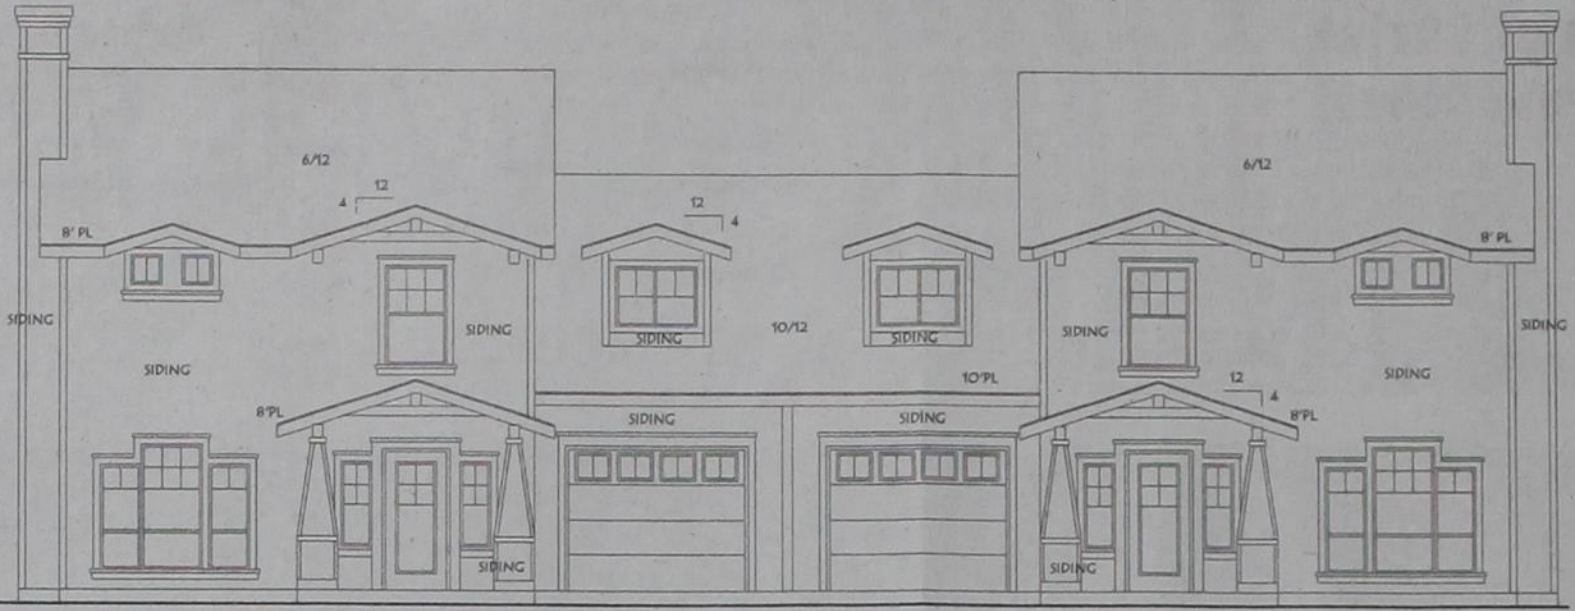 6/12
6/12
12
4
12
4
8' PL
8' PL
SIDING
SIDING
SIDING
SIDING
10/12
SIDING
SIDING
SIDING
SIDING
SIDING
10'PL
12
4
8'PL
8'PL
SIDING
SIDING
SIDING
SIDING